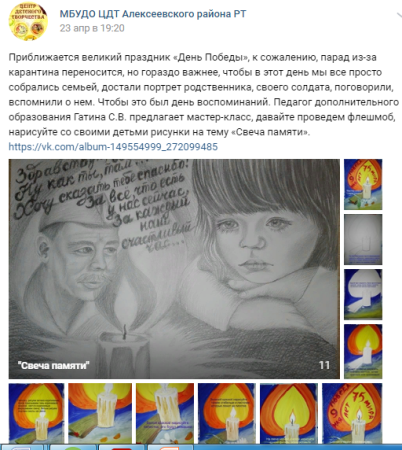 ЦЕНТР
ДЕТСКОГО
ТВОРЧЕСТВА
МБУДО ЦДТ Алексеевского района РТ
23 апр в 19:20
Приближается великий праздник «День Победы», к сожалению, парад из-за
карантина переносится, но гораздо важнее, чтобы в этот день мы все просто
собрались семьей, достали портрет родственника, своего солдата, поговорили,
вспомнили о нем. Чтобы это был день воспоминаний. Педагог дополнительного
образования Гатина С.В. предлагает мастер-класс, давайте проведем флешмоб,
нарисуйте со своими детьми рисунки на тему «Свеча памяти».
https://vk.com/album-149554999_272099485
Здравствуй
Ну как ты, там...
Хочу сказать тебе спасибо:
За все, что есть
у нас сейчас,
За каждый
наш
счастливый
час...
"Свеча памяти"
11
75